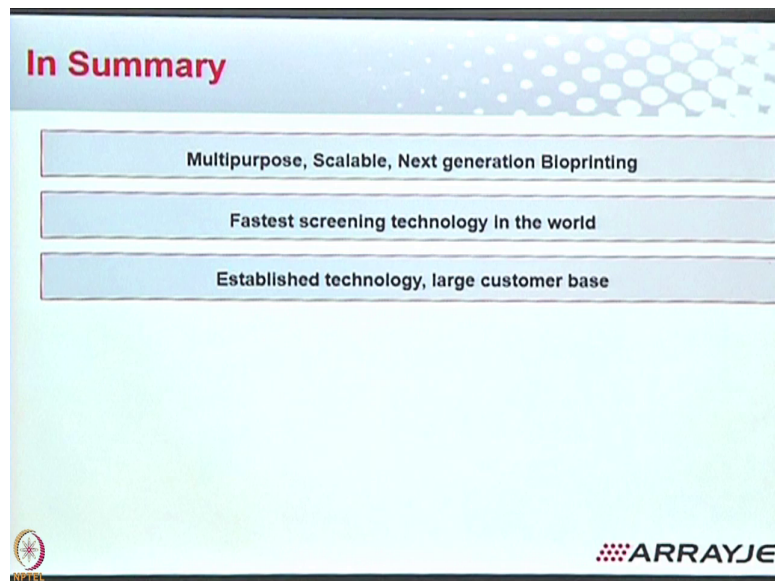 In Summary
Multipurpose, Scalable, Next generation Bioprinting
Fastest screening technology in the world
Established technology, large customer base
ARRAYJE
NPTEL